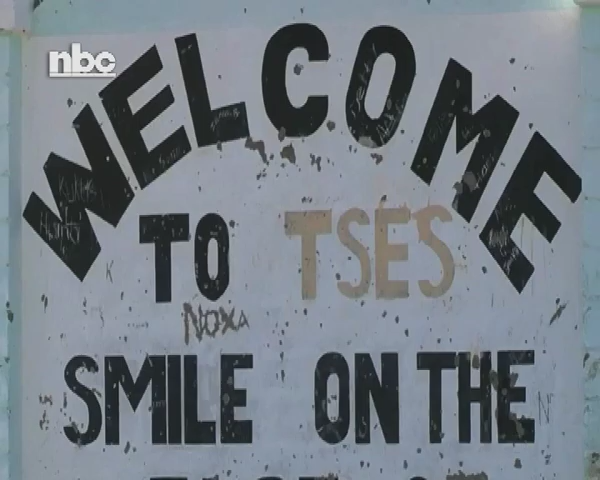 nbc
WELCOME
TO TSES
NOXA
SMILE ON THE